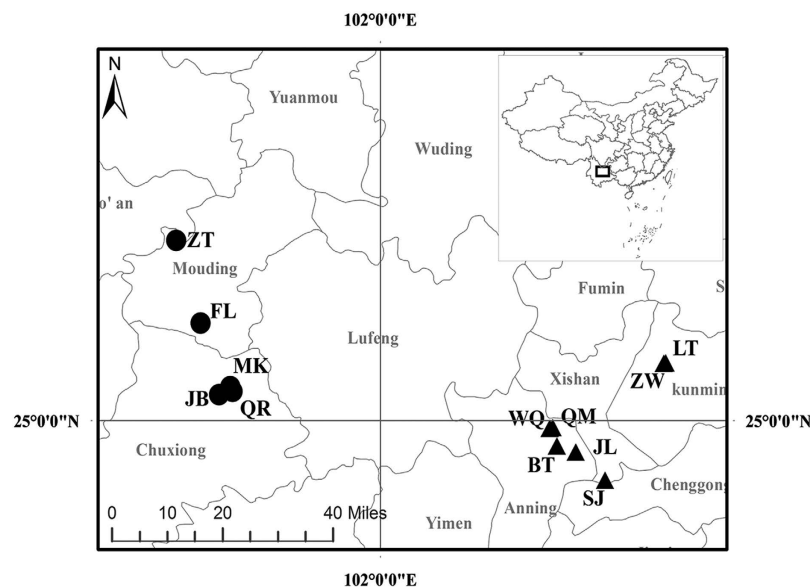 102°0'0"E
N
Yuanmou
Wuding
o' an
ZT
Mouding
Fumin
S
FL
Lufeng
LT
MK
Xishan
ZW
kunmin
JB
QR
WQ
QM
25°0'0"N
25°0'0"N
Chuxiong
BT
JL
SJ
Chenggong
Anning
Yimen
0 10 20 40 Miles
102°0'0"E